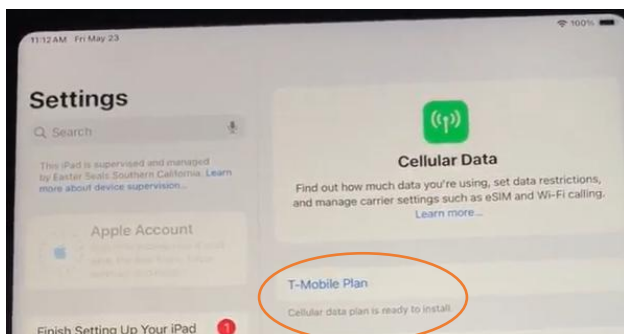 11:12 AM Fri May 23
100%
Settings
Search
This iPad is supervised and managed
by Easter Seals Southern California. Learn
more about device supervision...
Apple Account
Finish Setting Up Your iPad
1
Cellular Data
Find out how much data you're using, set data restrictions,
and manage carrier settings such as eSIM and Wi-Fi calling.
Learn more...
T-Mobile Plan
Cellular data plan is ready to install.